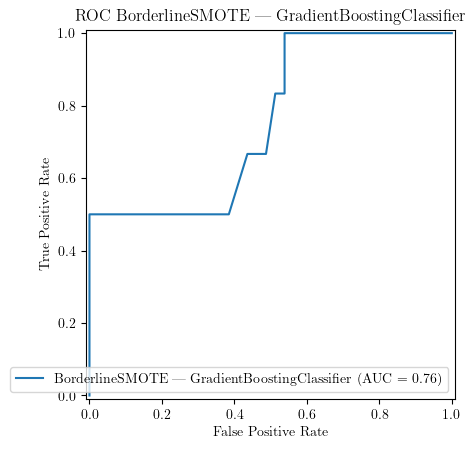 ROC BorderlineSMOTE — GradientBoostingClassifier
1.0
0.8
0.6
0.4
0.2
0.0
True Positive Rate
BorderlineSMOTE — GradientBoostingClassifier (AUC = 0.76)
0.0 0.2 0.4 0.6 0.8 1.0
False Positive Rate